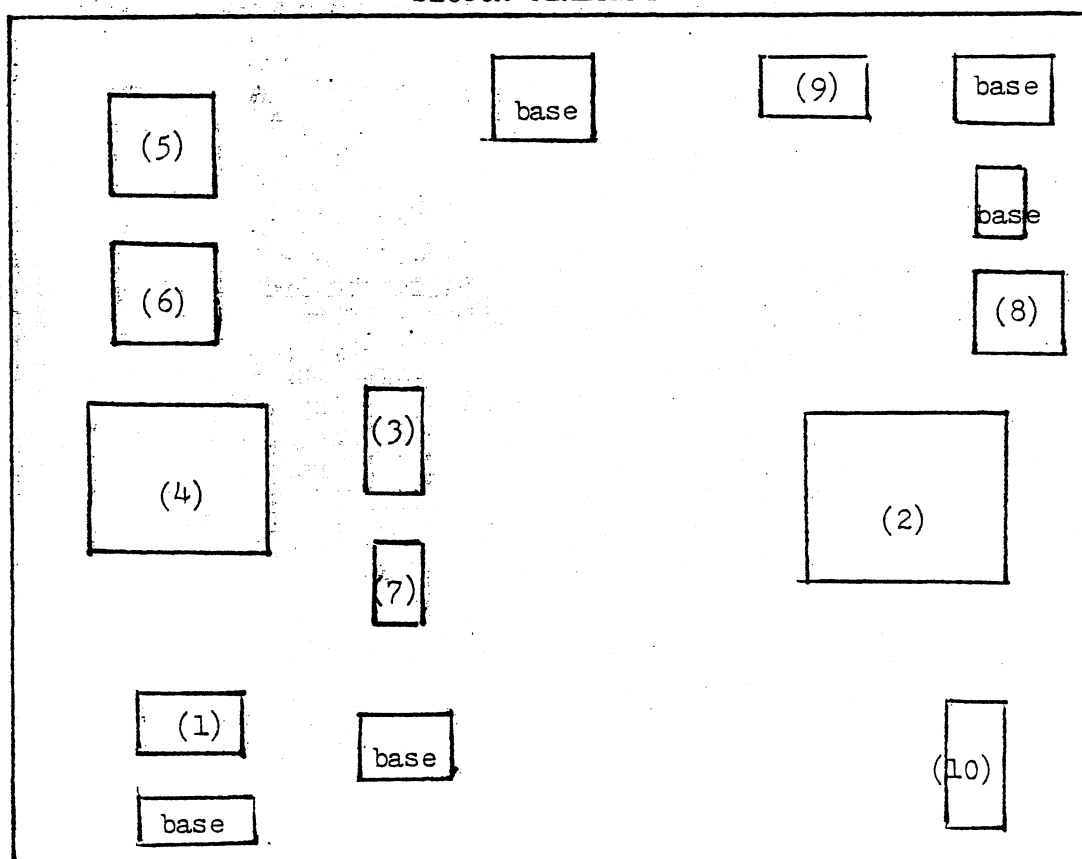 base
(9)
base
(5)
base
(6)
(8)
(3)
(4)
(2)
(7)
(1)
base
(10)
base